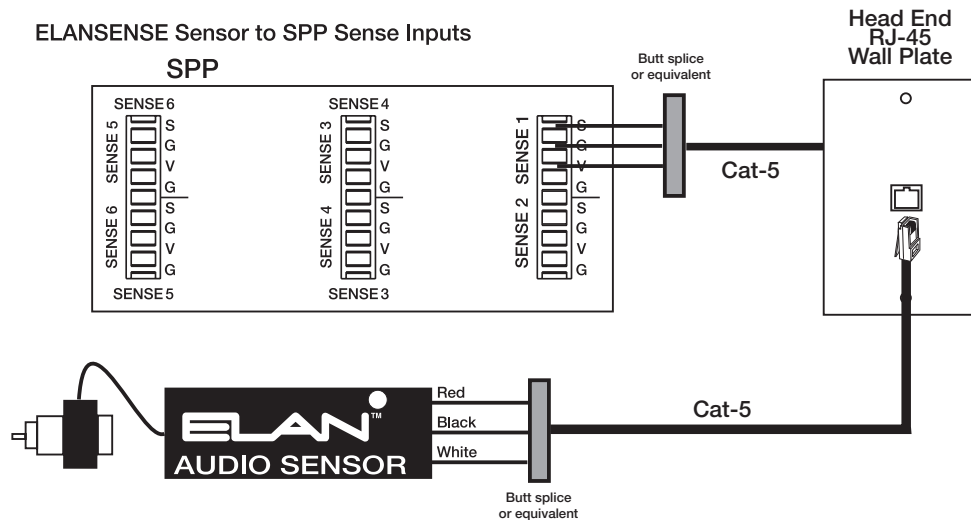 ELANSENSE Sensor to SPP Sense Inputs
SPP
Head End
RJ-45
Wall Plate
Butt splice
or equivalent
SENSE 6
SENSE 5
SENSE 6
S
G
V
G
S
G
V
G
SENSE 5
SENSE 4
SENSE 3
SENSE 4
S
G
V
G
S
G
V
G
SENSE 3
SENSE 1
SENSE 2
S
G
V
G
S
G
V
G
Cat-5
ELAN™
AUDIO SENSOR
Red
Black
White
Cat-5
Butt splice
or equivalent